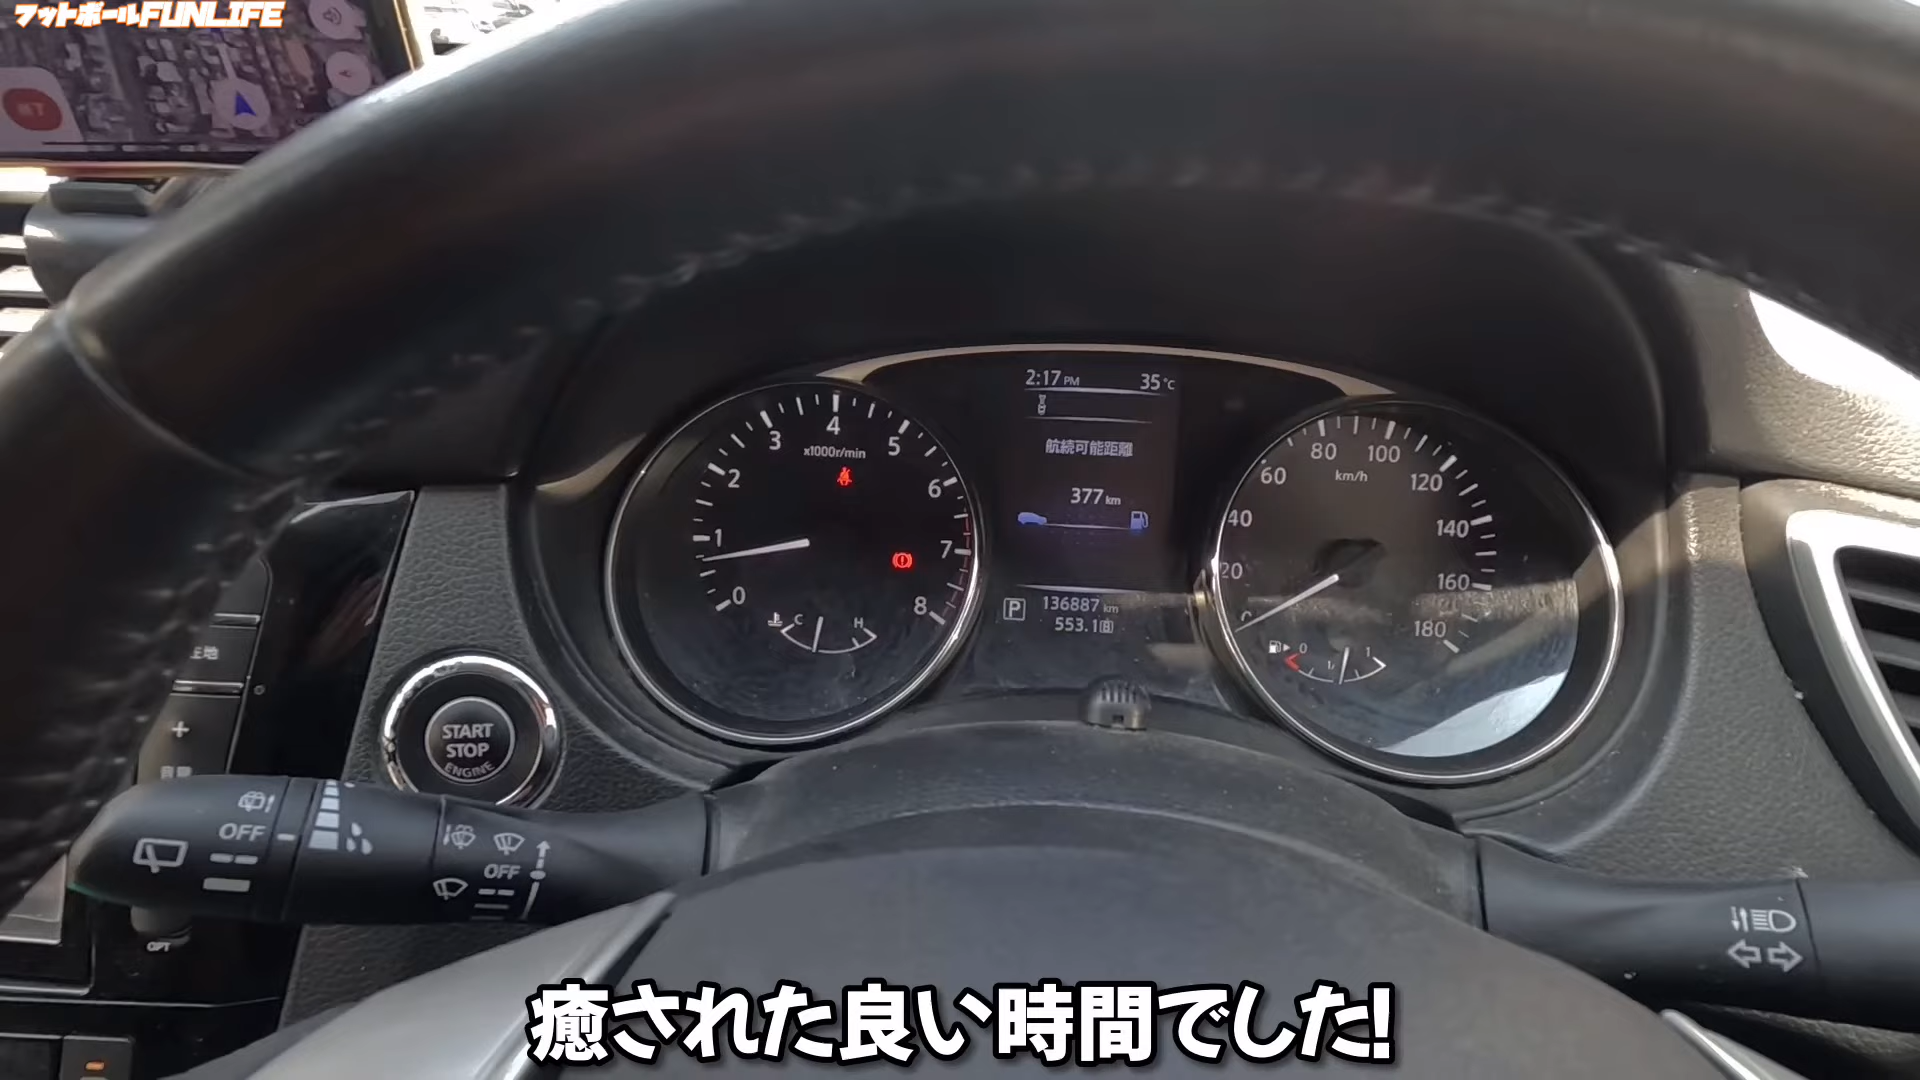 フットボールFUNLIFE
2:17 PM 35℃
航続可能距離
377 km
P 136887 km
553.1 B
0 1 2 3 4 5 6 7 8
x1000r/min
C H
0 20 40 60 80 100 120 140 160 180
km/h
0 1
START
STOP
ENGINE
OFF
OFF
癒された良い時間でした!